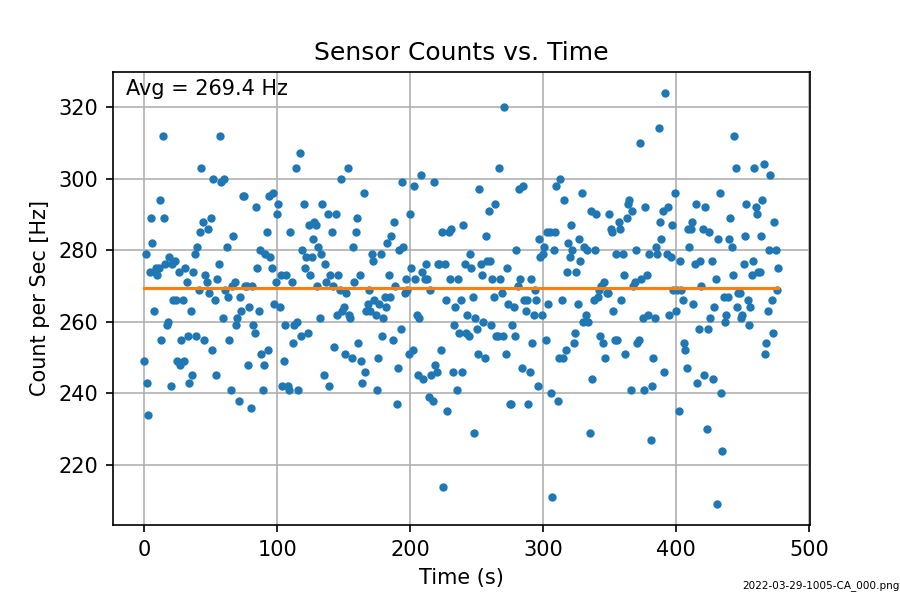 Sensor Counts vs. Time
Avg = 269.4 Hz
Count per Sec [Hz]
320
300
280
260
240
220
0 100 200 300 400 500
Time (s)
2022-03-29-1005-CA_000.png